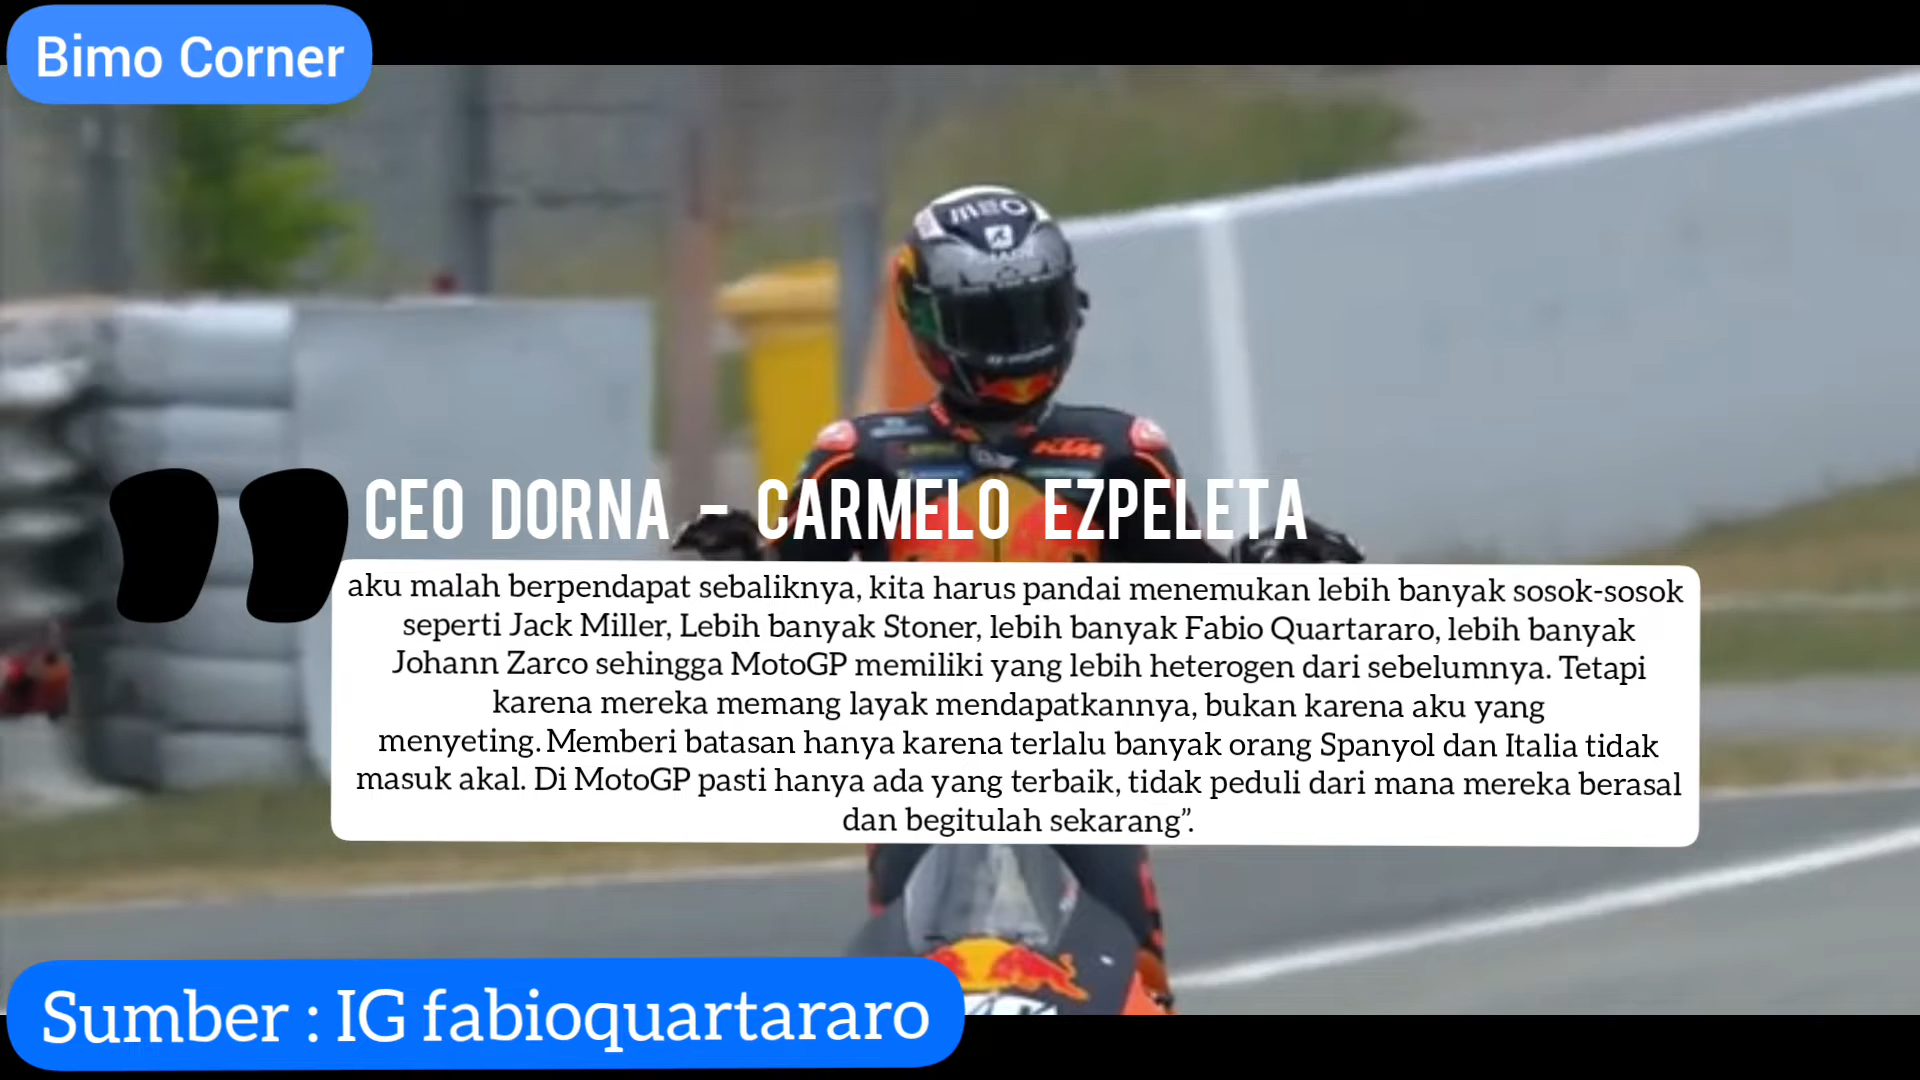 Bimo Corner
MEO
KTM
CEO DORNA - CARMELO EZPELETA
aku malah berpendapat sebaliknya, kita harus pandai menemukan lebih banyak sosok-sosok
seperti Jack Miller, Lebih banyak Stoner, lebih banyak Fabio Quartararo, lebih banyak
Johann Zarco sehingga MotoGP memiliki yang lebih heterogen dari sebelumnya. Tetapi
karena mereka memang layak mendapatkannya, bukan karena aku yang
menyeting. Memberi batasan hanya karena terlalu banyak orang Spanyol dan Italia tidak
masuk akal. Di MotoGP pasti hanya ada yang terbaik, tidak peduli dari mana mereka berasal
dan begitulah sekarang”.
Sumber : IG fabioquartararo